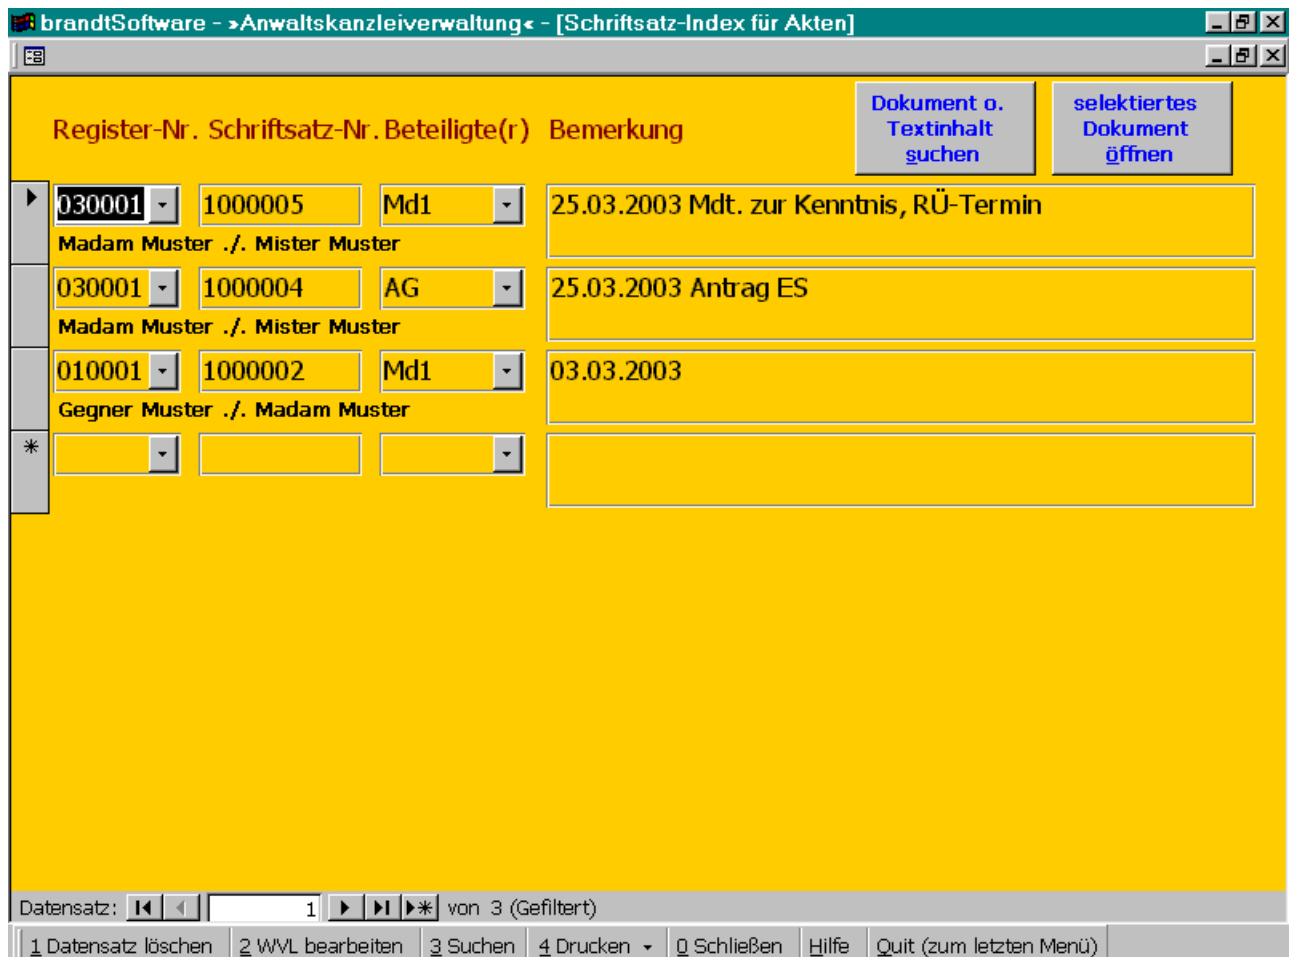 brandtSoftware - »Anwaltskanzleiverwaltung« - [Schriftsatz-Index für Akten]
Register-Nr. Schriftsatz-Nr. Beteiligte(r) Bemerkung
Dokument o.
Textinhalt
suchen
selektiertes
Dokument
öffnen
030001 1000005 Md1 25.03.2003 Mdt. zur Kenntnis, RÜ-Termin
Madam Muster ./. Mister Muster
030001 1000004 AG 25.03.2003 Antrag ES
Madam Muster ./. Mister Muster
010001 1000002 Md1 03.03.2003
Gegner Muster ./. Madam Muster
Datensatz: 1 von 3 (Gefiltert)
1 Datensatz löschen 2 WVL bearbeiten 3 Suchen 4 Drucken 0 Schließen Hilfe Quit (zum letzten Menü)